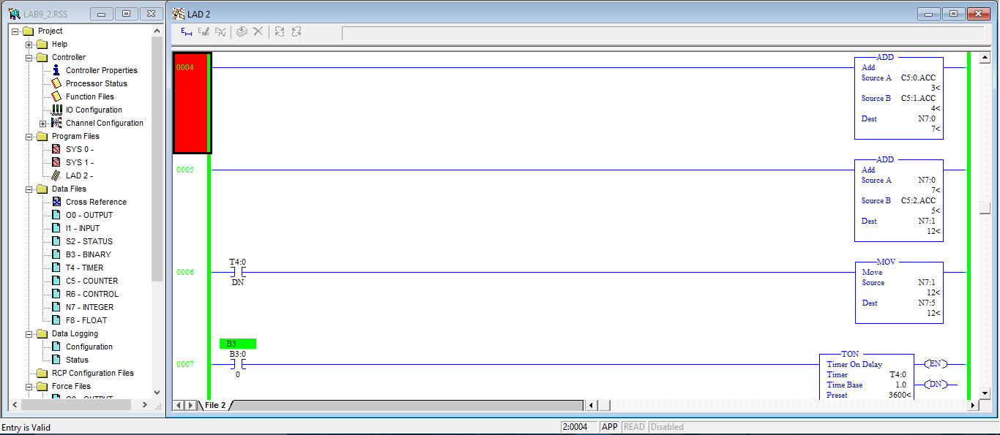 LAB9_2.RSS
Project
Help
Controller
Controller Properties
Processor Status
Function Files
IO Configuration
Channel Configuration
Program Files
SYS 0 -
SYS 1 -
LAD 2 -
Data Files
Cross Reference
O0 - OUTPUT
I1 - INPUT
S2 - STATUS
B3 - BINARY
T4 - TIMER
C5 - COUNTER
R6 - CONTROL
N7 - INTEGER
F8 - FLOAT
Data Logging
Configuration
Status
RCP Configuration Files
Force Files
O0 - OUTPUT
LAD 2
0004
ADD
Add
Source A C5:0.ACC
3<
Source B C5:1.ACC
4<
Dest N7:0
7<
0005
ADD
Add
Source A N7:0
7<
Source B C5:2.ACC
5<
Dest N7:1
12<
0006
T4:0
DN
MOV
Move
Source N7:1
12<
Dest N7:5
12<
0007
B3
B3:0
0
TON
Timer On Delay
Timer T4:0
Time Base 1.0
Preset 3600<
EN
DN
File 2
Entry is Valid
2:0004
APP
READ
Disabled